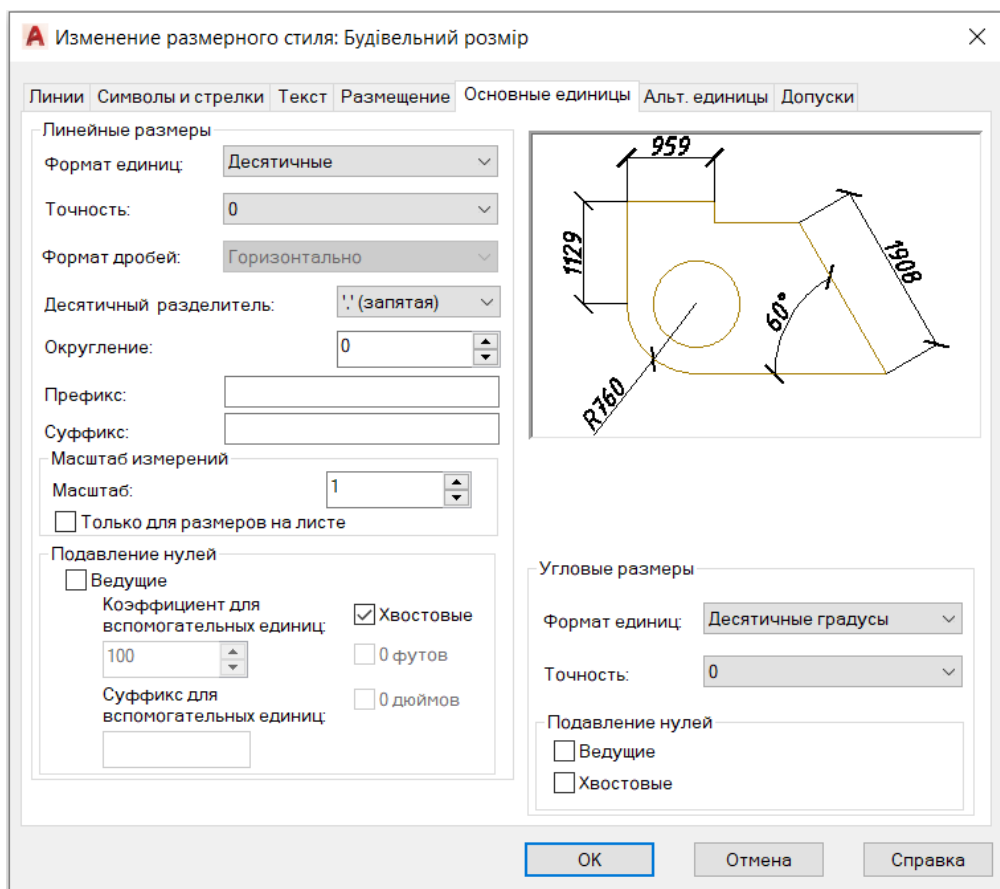 Изменение размерного стиля: Будівельний розмір
Линии Символы и стрелки Текст Размещение Основные единицы Альт. единицы Допуски
Линейные размеры
Формат единиц: Десятичные
Точность: 0
Формат дробей: Горизонтально
Десятичный разделитель: '.' (запятая)
Округление: 0
Префикс:
Суффикс:
Масштаб измерений
Масштаб: 1
Только для размеров на листе
Подавление нулей
Ведущие
Коэффициент для
вспомогательных единиц:
100
Суффикс для
вспомогательных единиц:
Хвостовые
0 футов
0 дюймов
959
1129
1908
60°
R760
Угловые размеры
Формат единиц: Десятичные градусы
Точность: 0
Подавление нулей
Ведущие
Хвостовые
OK Отмена Справка